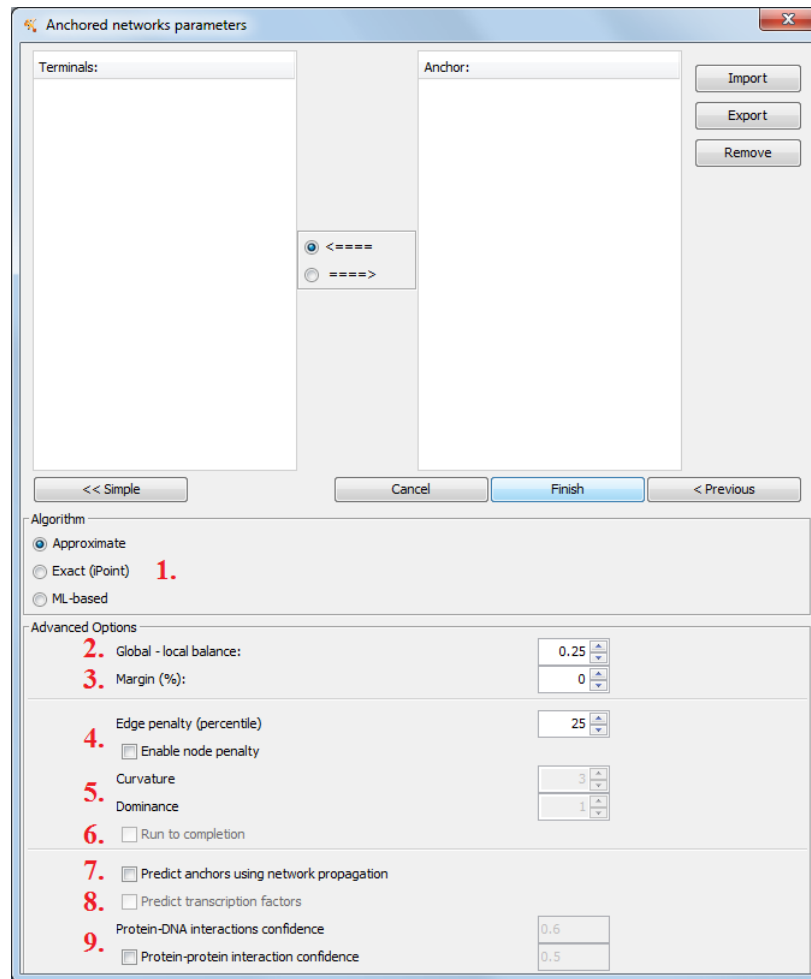 Anchored networks parameters
Terminals:
Anchor:
Import
Export
Remove
<====
====>
<< Simple
Cancel
Finish
< Previous
Algorithm
Approximate
Exact (iPoint)
1.
ML-based
Advanced Options
2. Global - local balance: 0.25
3. Margin (%): 0
4.
Edge penalty (percentile) 25
Enable node penalty
5.
Curvature 3
Dominance 1
6. Run to completion
7. Predict anchors using network propagation
8. Predict transcription factors
9.
Protein-DNA interactions confidence 0.6
Protein-protein interaction confidence 0.5